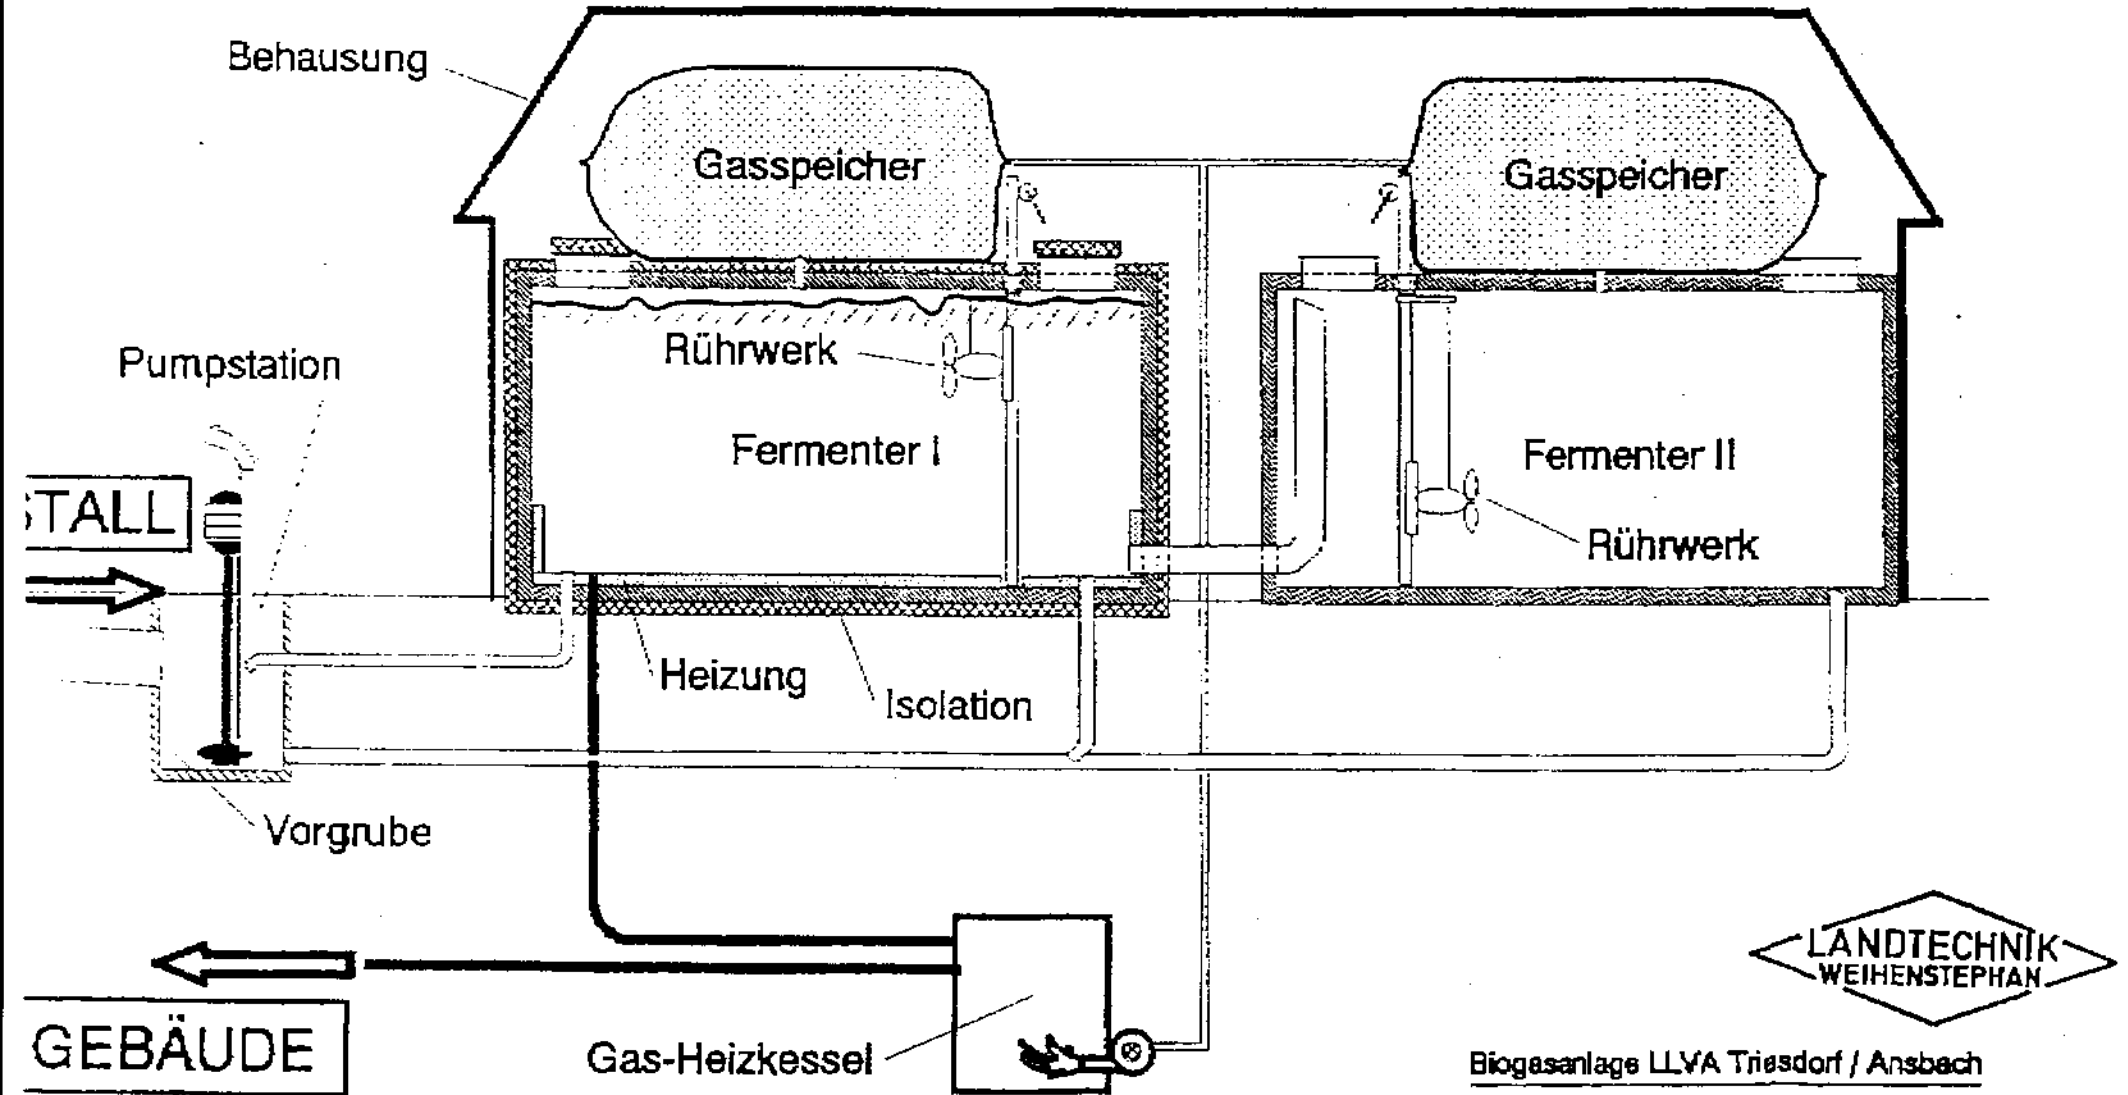 Behausung
Gasspeicher
Gasspeicher
Pumpstation
Rührwerk
Fermenter I
Fermenter II
STALL
Rührwerk
Heizung
Isolation
Vorgrube
LANDTECHNIK
WEIHENSTEPHAN
GEBÄUDE
Gas-Heizkessel
Biogasanlage LLVA Triesdorf / Ansbach